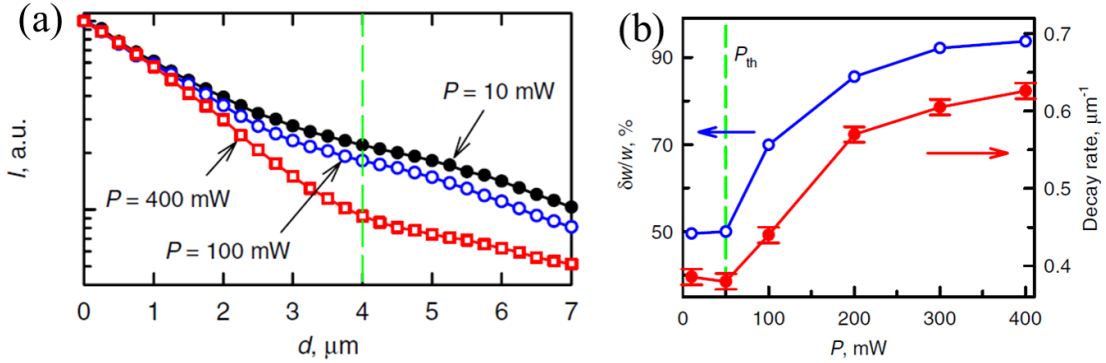 (a)
I, a.u.
P = 10 mW
P = 400 mW
P = 100 mW
0 1 2 3 4 5 6 7
d, μm
(b)
90
70
50
δw/w, %
P_th
0.7
0.6
0.5
0.4
Decay rate, μm⁻¹
0 100 200 300 400
P, mW